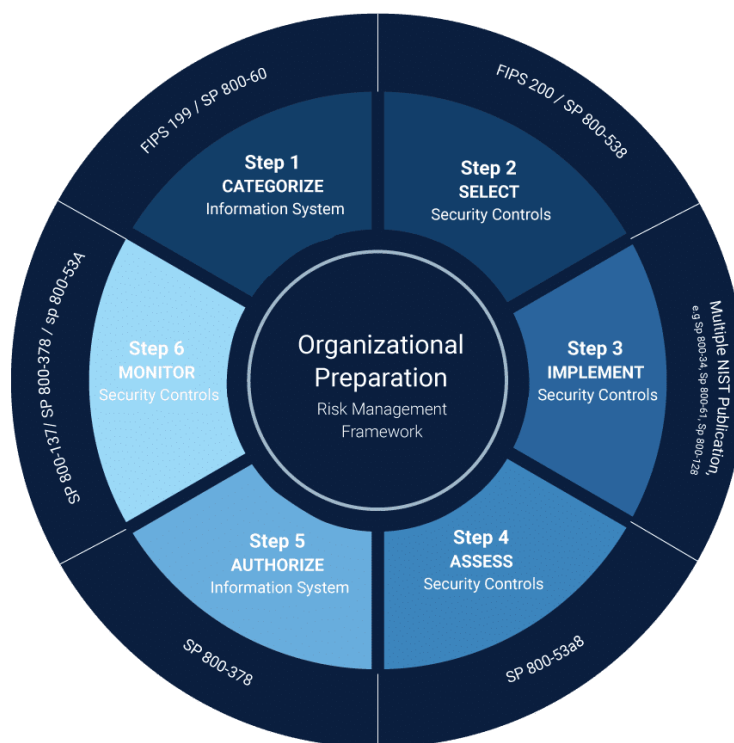 FIPS 199 / SP 800-60
FIPS 200 / SP 800-538
Step 1
CATEGORIZE
Information System
Step 2
SELECT
Security Controls
Multiple NIST Publication,
e.g Sp 800-34, Sp 800-61, Sp 800-128
Step 3
IMPLEMENT
Security Controls
Step 4
ASSESS
Security Controls
SP 800-53a8
Step 5
AUTHORIZE
Information System
SP 800-378
Step 6
MONITOR
Security Controls
SP 800-137/ SP 800-378 / sp 800-53A
Organizational
Preparation
Risk Management
Framework